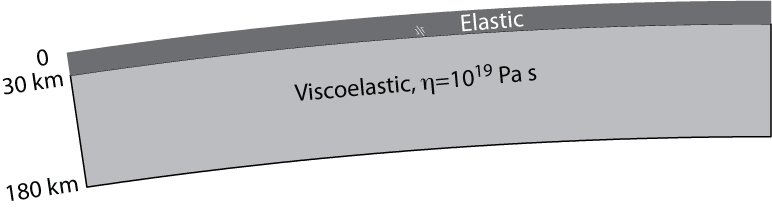 Elastic
0
30 km
Viscoelastic, η=10¹⁹ Pa s
180 km